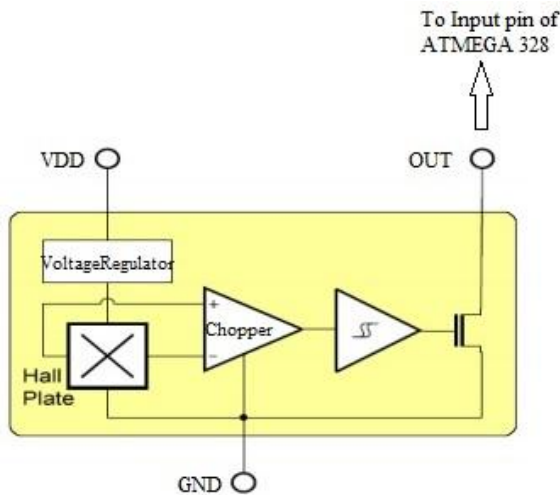 To Input pin of
ATMEGA 328
VDD
OUT
VoltageRegulator
+
Chopper
-
Hall
Plate
GND